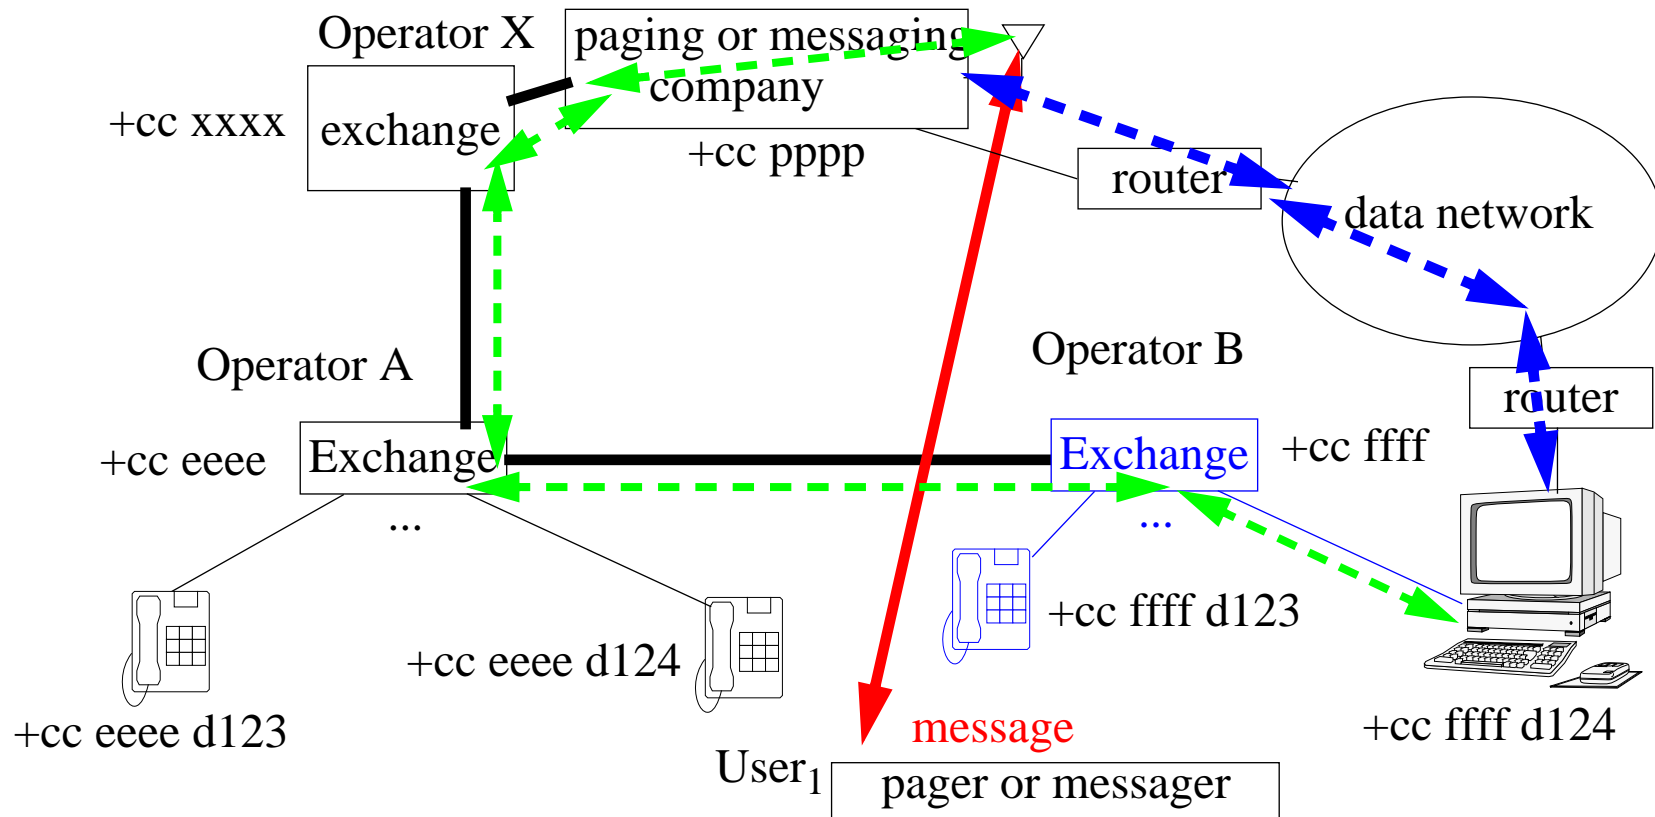 Operator X
paging or messaging
company
+cc xxxx
exchange
+cc pppp
router
data network
Operator A
Operator B
router
+cc eeee
Exchange
Exchange
+cc ffff
...
...
+cc ffff d123
+cc eeee d124
+cc eeee d123
+cc ffff d124
message
User1
pager or messager